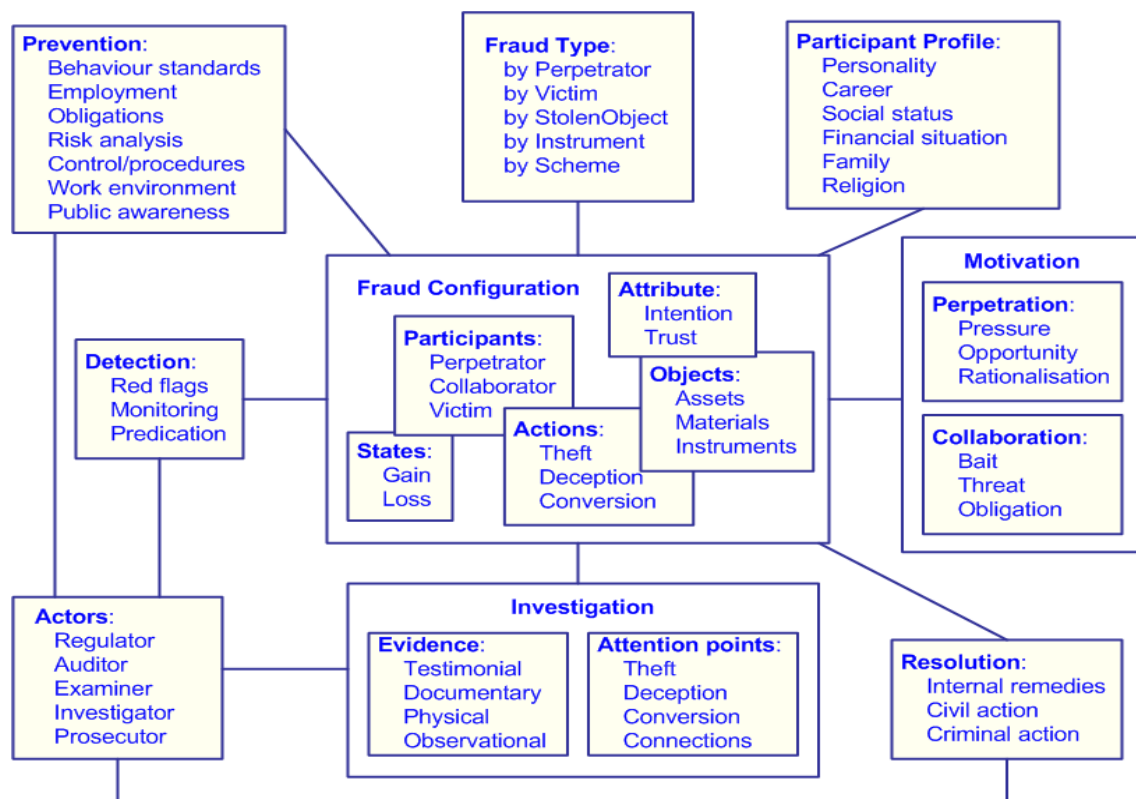 Prevention:
Behaviour standards
Employment
Obligations
Risk analysis
Control/procedures
Work environment
Public awareness
Fraud Type:
by Perpetrator
by Victim
by StolenObject
by Instrument
by Scheme
Participant Profile:
Personality
Career
Social status
Financial situation
Family
Religion
Detection:
Red flags
Monitoring
Predication
Fraud Configuration
Attribute:
Intention
Trust
Participants:
Perpetrator
Collaborator
Victim
Objects:
Assets
Materials
Instruments
States:
Gain
Loss
Actions:
Theft
Deception
Conversion
Motivation
Perpetration:
Pressure
Opportunity
Rationalisation
Collaboration:
Bait
Threat
Obligation
Actors:
Regulator
Auditor
Examiner
Investigator
Prosecutor
Investigation
Evidence:
Testimonial
Documentary
Physical
Observational
Attention points:
Theft
Deception
Conversion
Connections
Resolution:
Internal remedies
Civil action
Criminal action